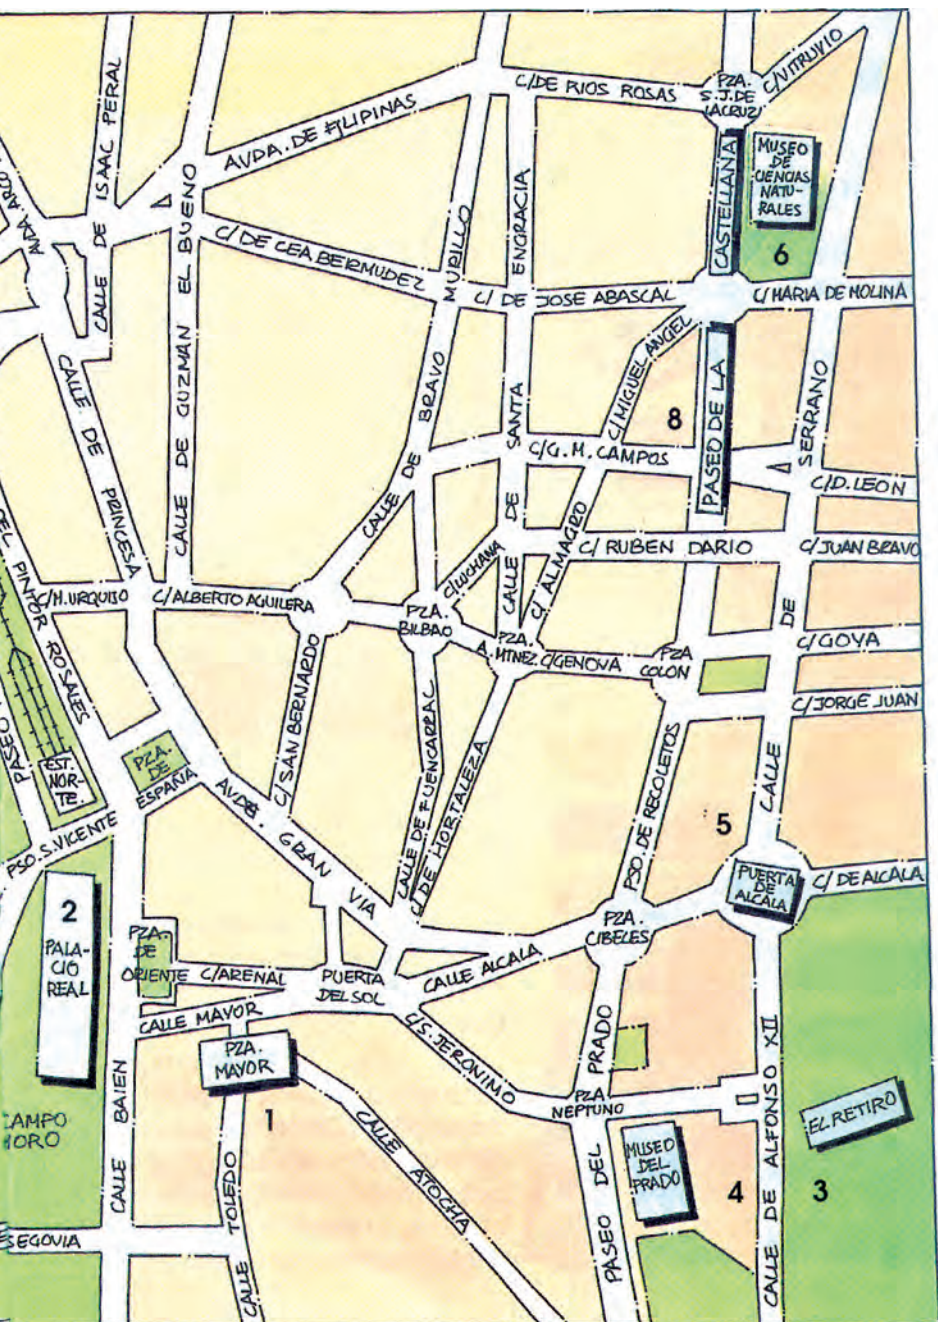 C/VITRUVIO
PZA.
S.J. DE
LACRUZ
C/DE RIOS ROSAS
AVDA. DE FILIPINAS
CALLE DE ISAAC PERAL
MUSEO
DE
CIENCIAS
NATU-
RALES
6
C/ DE CEA BERMUDEZ
C/ DE JOSE ABASCAL
C/ MARIA DE MOLINA
PASEO DE LA CASTELLANA
C/ MIGUEL ANGEL
8
CALLE DE GUZMAN EL BUENO
CALLE DE BRAVO MURILLO
CALLE DE SANTA ENGRACIA
CALLE DE PRINCESA
C/G.M. CAMPOS
C/D. LEON
C/ RUBEN DARIO
C/JUAN BRAVO
C/ ALMAGRO
C/LUCHANA
CALLE DE SERRANO
DEL PINTOR ROSALES
PASEO
C/M.URQUIJO
C/ALBERTO AGUILERA
PZA.
BILBAO
PZA.
A. MTNEZ.
C/GENOVA
PZA
COLON
C/GOYA
C/JORGE JUAN
C/SAN BERNARDO
CALLE DE FUENCARRAL
C/ DE HORTALEZA
PSO. DE RECOLETOS
EST.
NOR-
TE.
PZA.
DE
ESPAÑA
PSO. S.VICENTE
AVDA. GRAN VIA
5
PUERTA
DE
ALCALA
C/ DE ALCALA
2
PALA-
CIO
REAL
PZA.
DE
ORIENTE
C/ARENAL
PUERTA
DEL SOL
CALLE ALCALA
PZA.
CIBELES
CALLE MAYOR
PZA.
MAYOR
1
C/S. JERONIMO
PZA
NEPTUNO
PASEO DEL PRADO
CALLE DE ALFONSO XII
EL RETIRO
3
MUSEO
DEL
PRADO
4
CALLE BAIEN
CALLE TOLEDO
CALLE ATOCHA
SEGOVIA